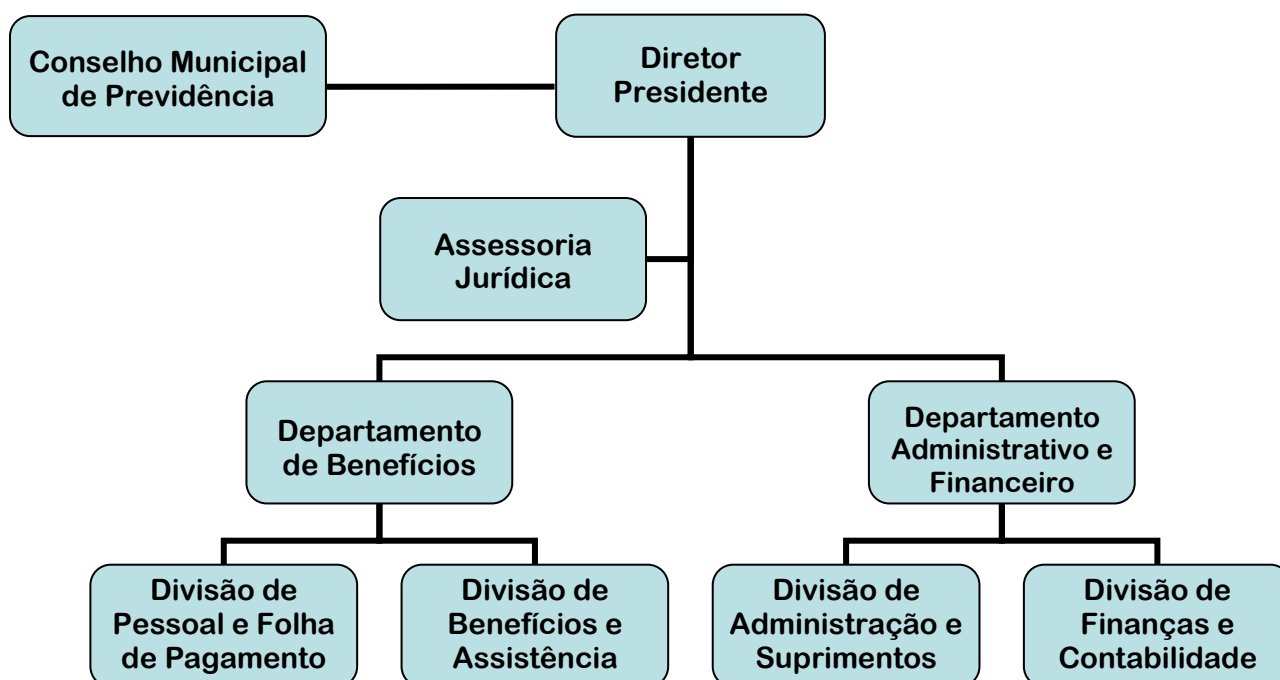 Conselho Municipal
de Previdência
Diretor
Presidente
Assessoria
Jurídica
Departamento
de Benefícios
Departamento
Administrativo e
Financeiro
Divisão de
Pessoal e Folha
de Pagamento
Divisão de
Benefícios e
Assistência
Divisão de
Administração e
Suprimentos
Divisão de
Finanças e
Contabilidade